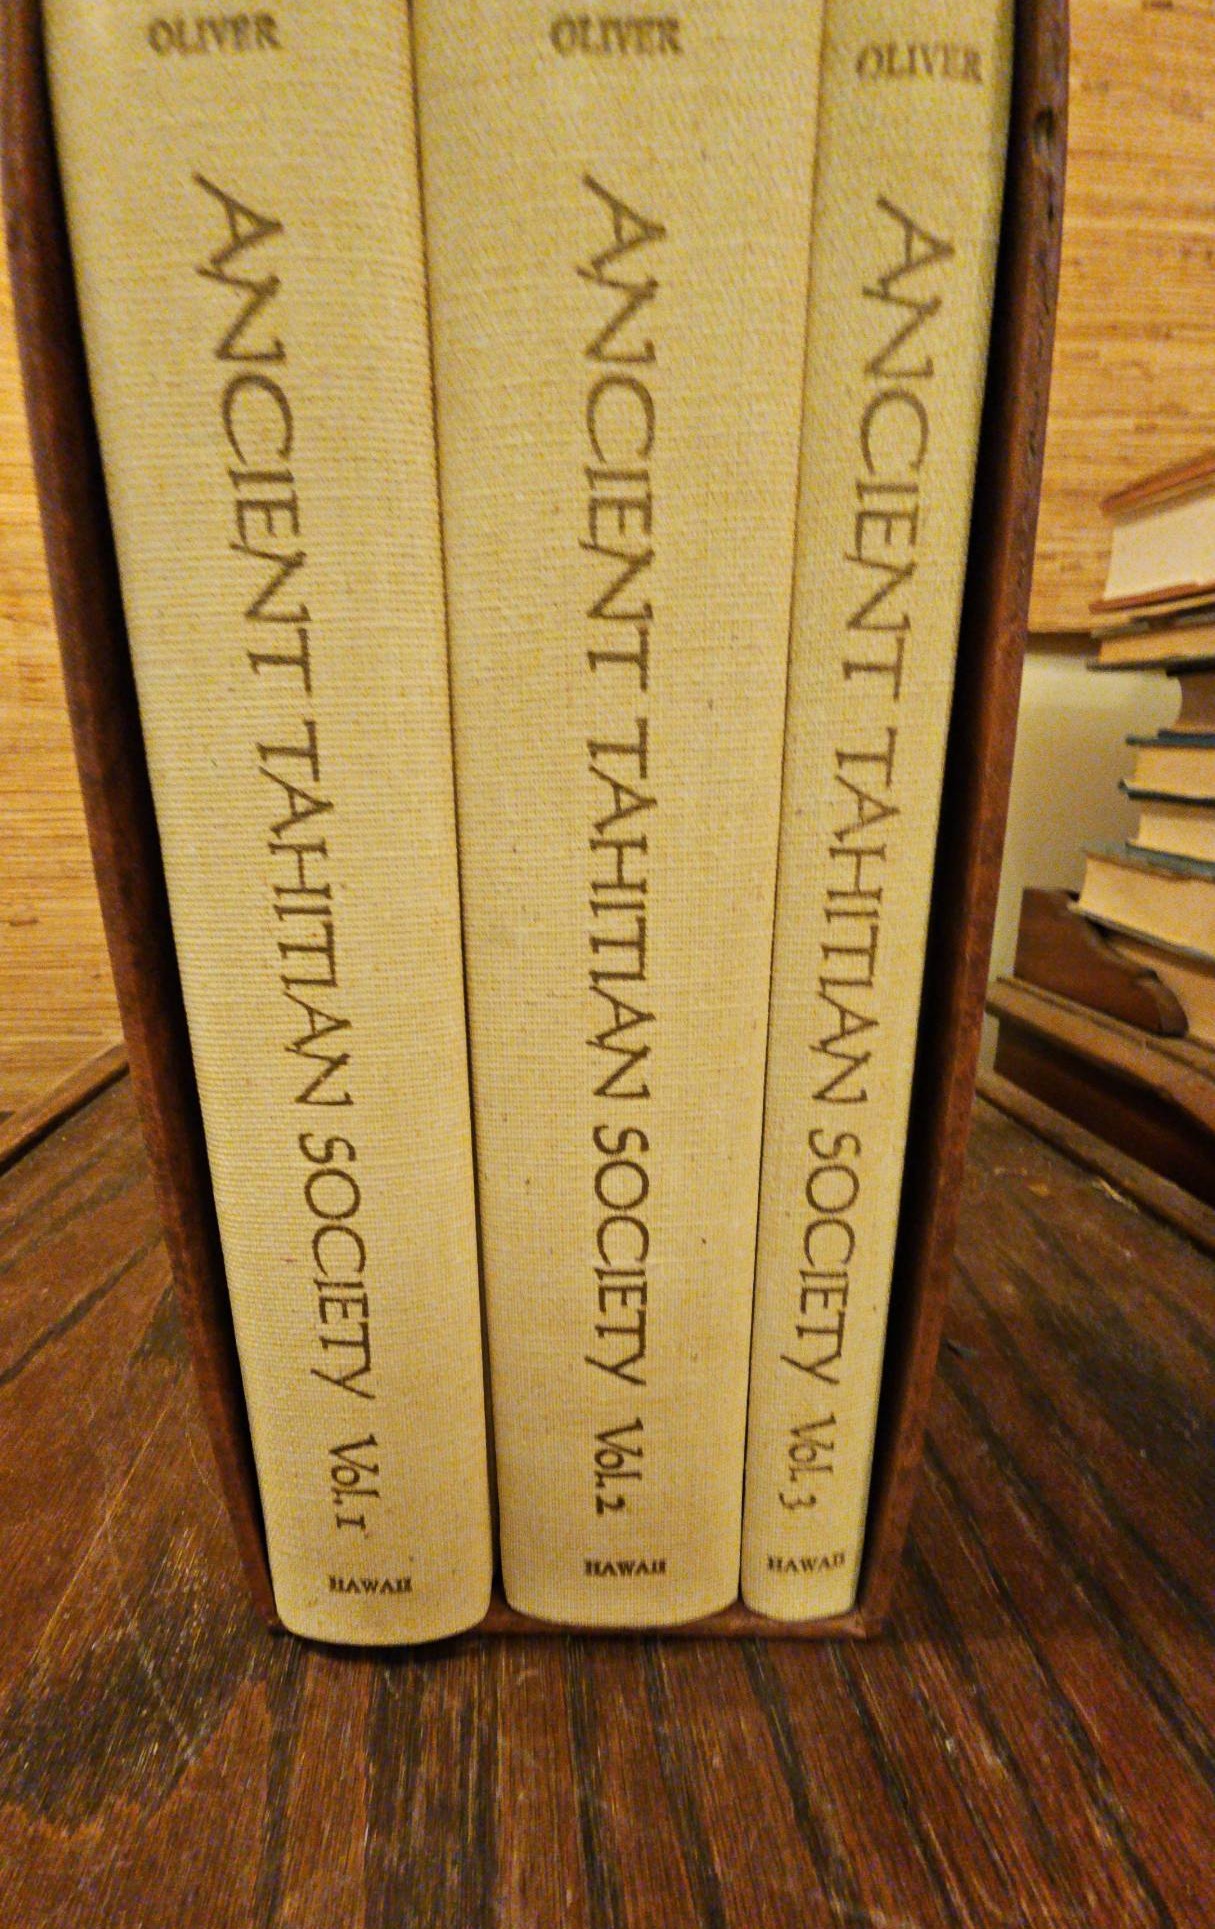 OLIVER
ANCIENT TAHITIAN SOCIETY Vol. 1
HAWAII
OLIVER
ANCIENT TAHITIAN SOCIETY Vol. 2
HAWAII
OLIVER
ANCIENT TAHITIAN SOCIETY Vol. 3
HAWAII